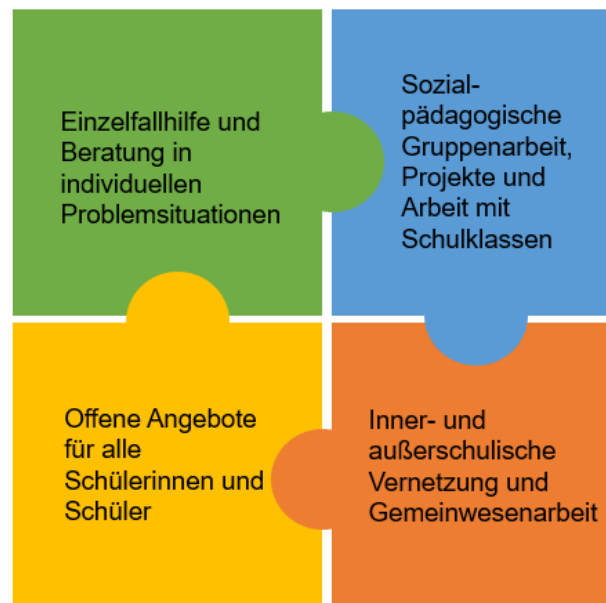 Einzelfallhilfe und
Beratung in
individuellen
Problemsituationen
Sozial-
pädagogische
Gruppenarbeit,
Projekte und
Arbeit mit
Schulklassen
Offene Angebote
für alle
Schülerinnen und
Schüler
Inner- und
außerschulische
Vernetzung und
Gemeinwesenarbeit